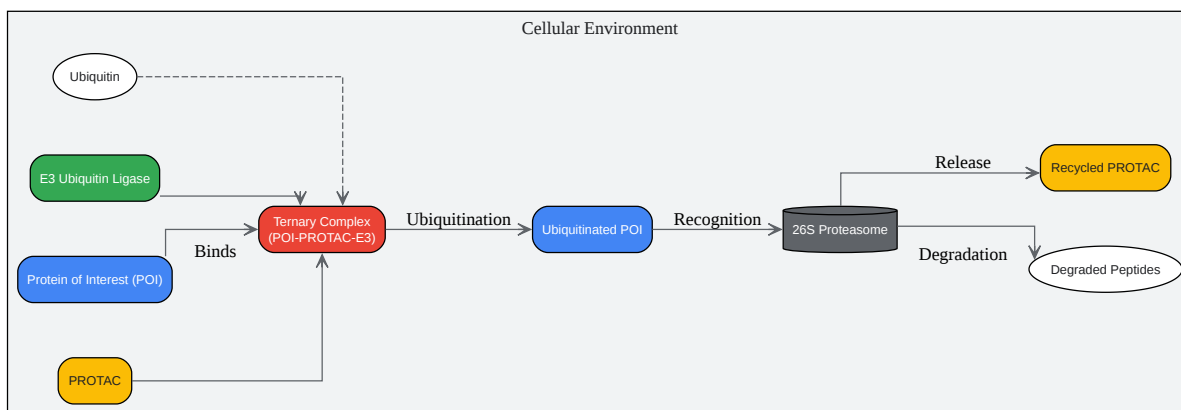 Cellular Environment
Ubiquitin
E3 Ubiquitin Ligase
Release
Recycled PROTAC
Ternary Complex
(POI-PROTAC-E3)
Ubiquitination
Ubiquitinated POI
Recognition
26S Proteasome
Binds
Degradation
Protein of Interest (POI)
Degraded Peptides
PROTAC